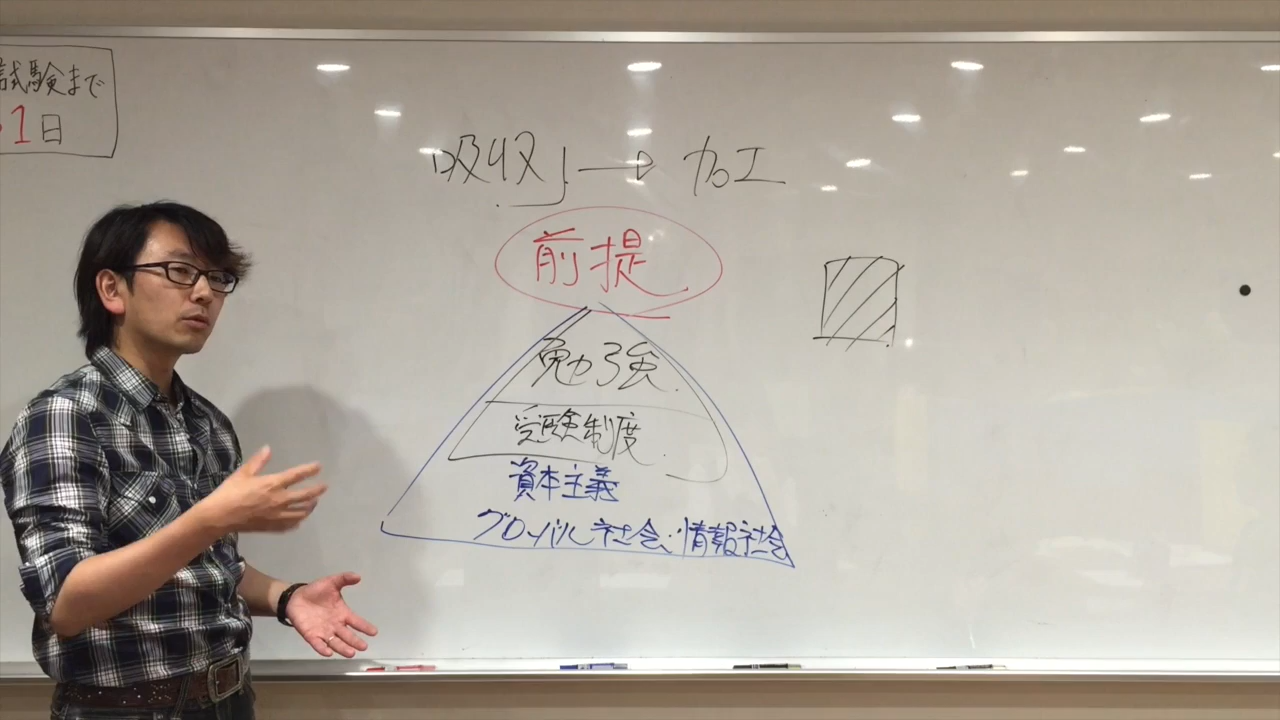 試験まで
1日
吸収 → 加工
前提
勉強
受験制度
資本主義
グローバル社会・情報社会